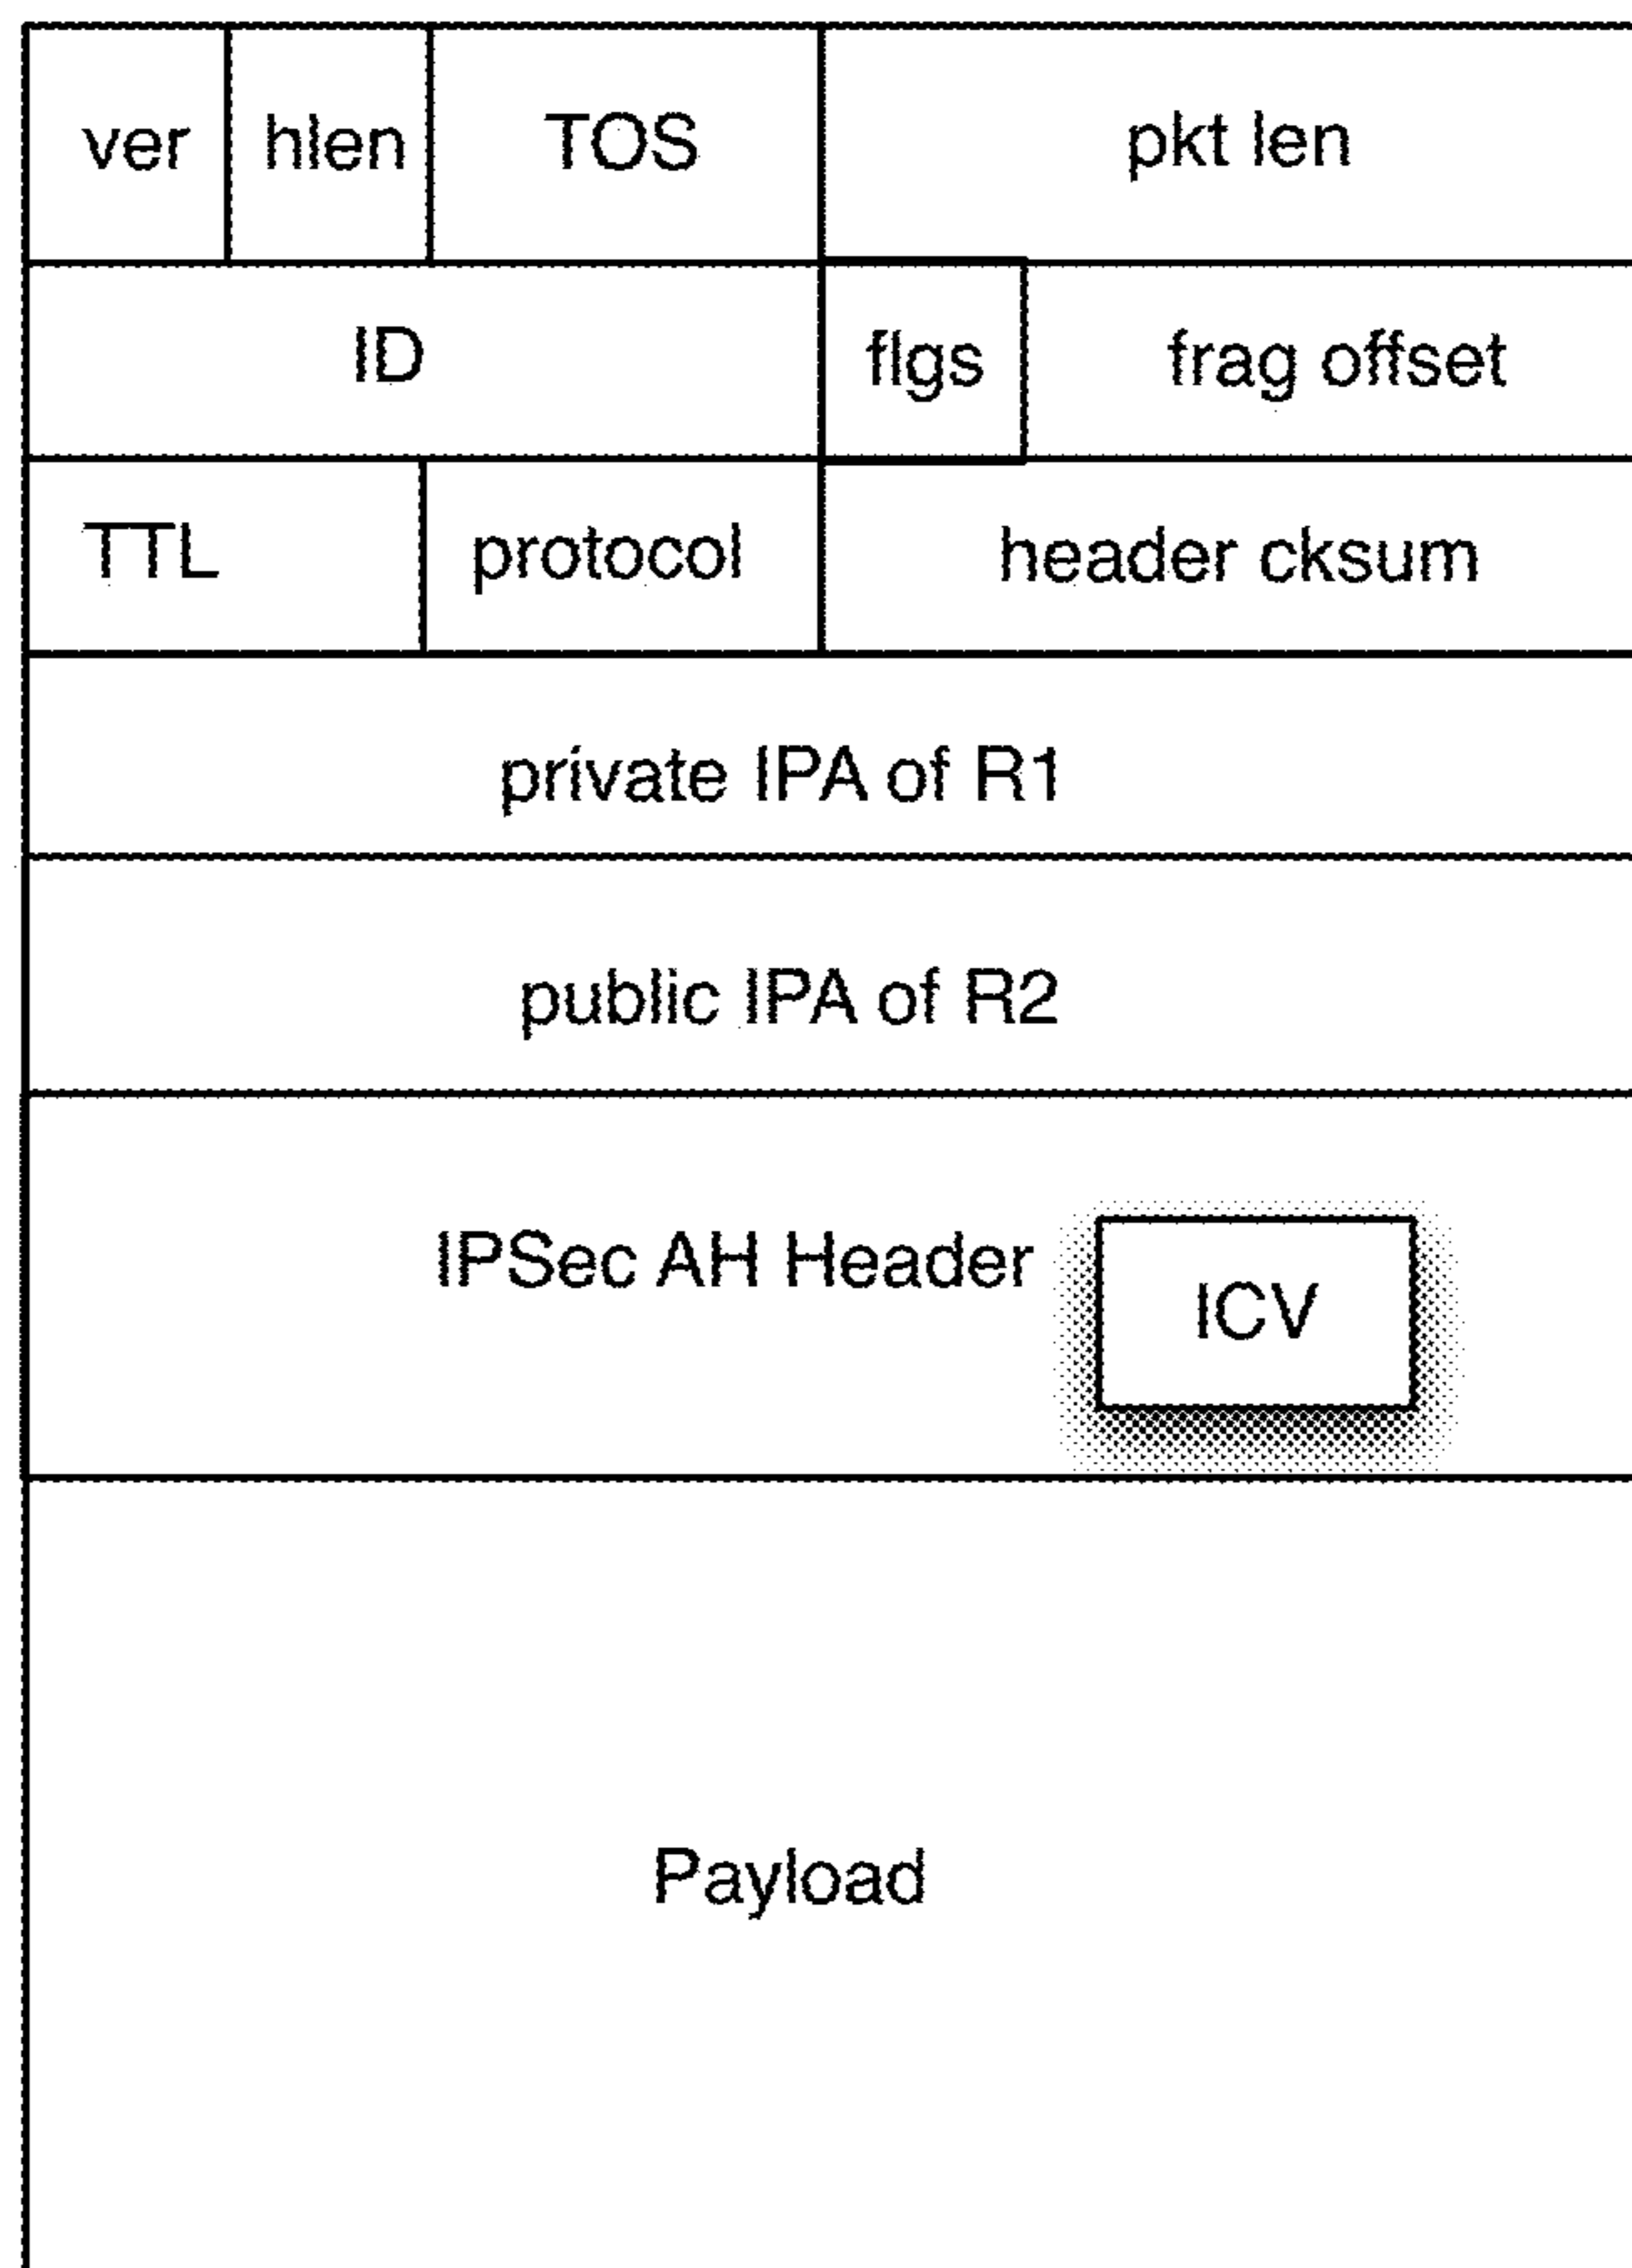 ver hlen TOS pkt len
ID flgs frag offset
TTL protocol header cksum
private IPA of R1
public IPA of R2
IPSec AH Header
ICV
Payload